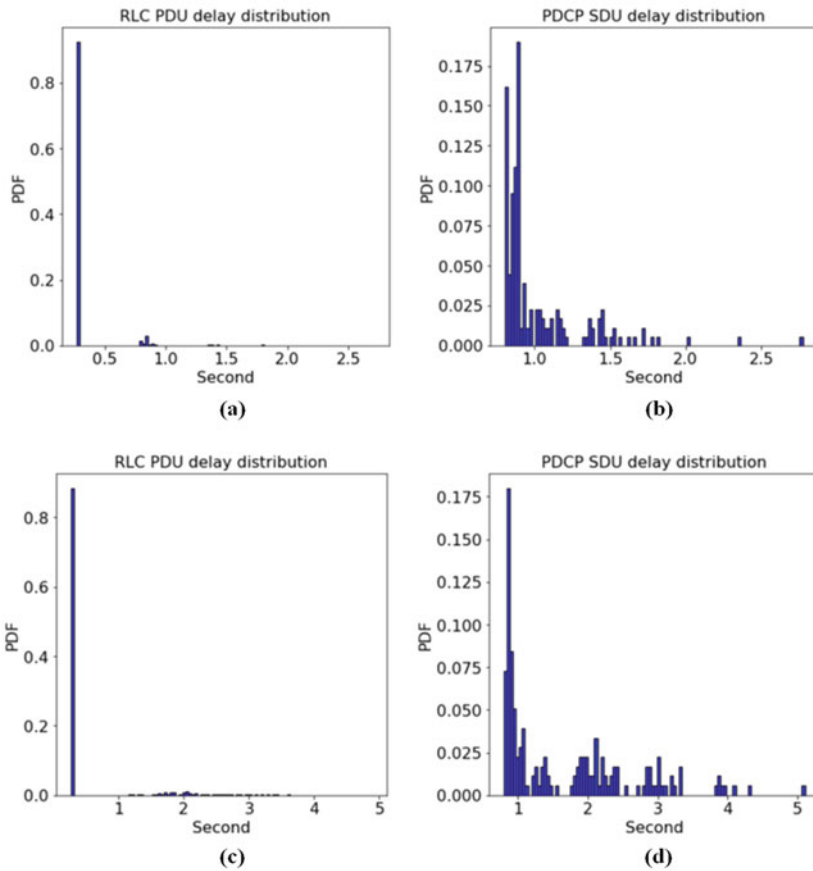 RLC PDU delay distribution
PDF
0.8
0.6
0.4
0.2
0.0
0.5 1.0 1.5 2.0 2.5
Second
(a)
PDCP SDU delay distribution
PDF
0.175
0.150
0.125
0.100
0.075
0.050
0.025
0.000
1.0 1.5 2.0 2.5
Second
(b)
RLC PDU delay distribution
PDF
0.8
0.6
0.4
0.2
0.0
1 2 3 4 5
Second
(c)
PDCP SDU delay distribution
PDF
0.175
0.150
0.125
0.100
0.075
0.050
0.025
0.000
1 2 3 4 5
Second
(d)